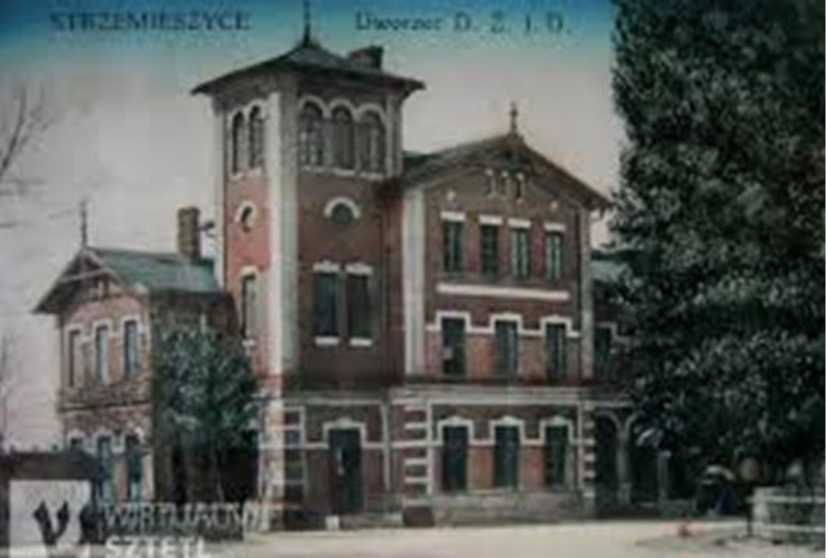 STRZEMIESZYCE Dworzec D. Ż. I. D.
WIRTUALNY
SZTETL